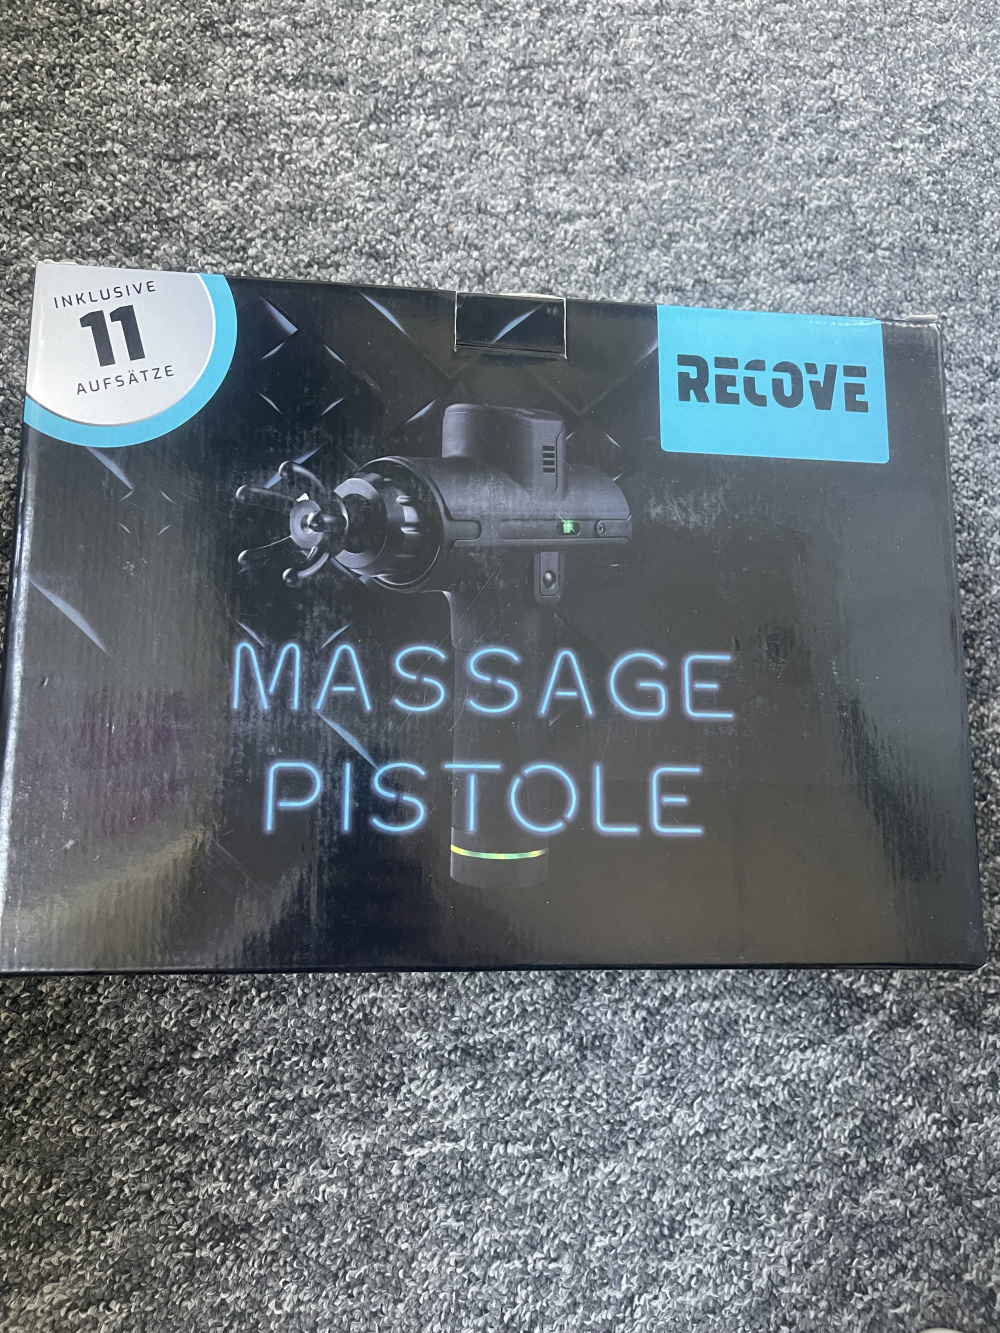 INKLUSIVE
11
AUFSÄTZE
RECOVE
MASSAGE
PISTOLE